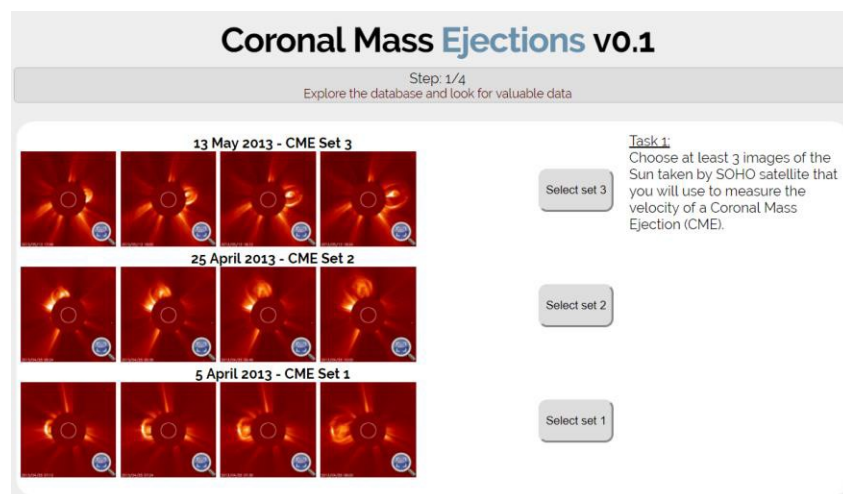 Coronal Mass Ejections v0.1
Step: 1/4
Explore the database and look for valuable data
13 May 2013 - CME Set 3
Select set 3
Task 1:
Choose at least 3 images of the
Sun taken by SOHO satellite that
you will use to measure the
velocity of a Coronal Mass
Ejection (CME).
25 April 2013 - CME Set 2
Select set 2
5 April 2013 - CME Set 1
Select set 1